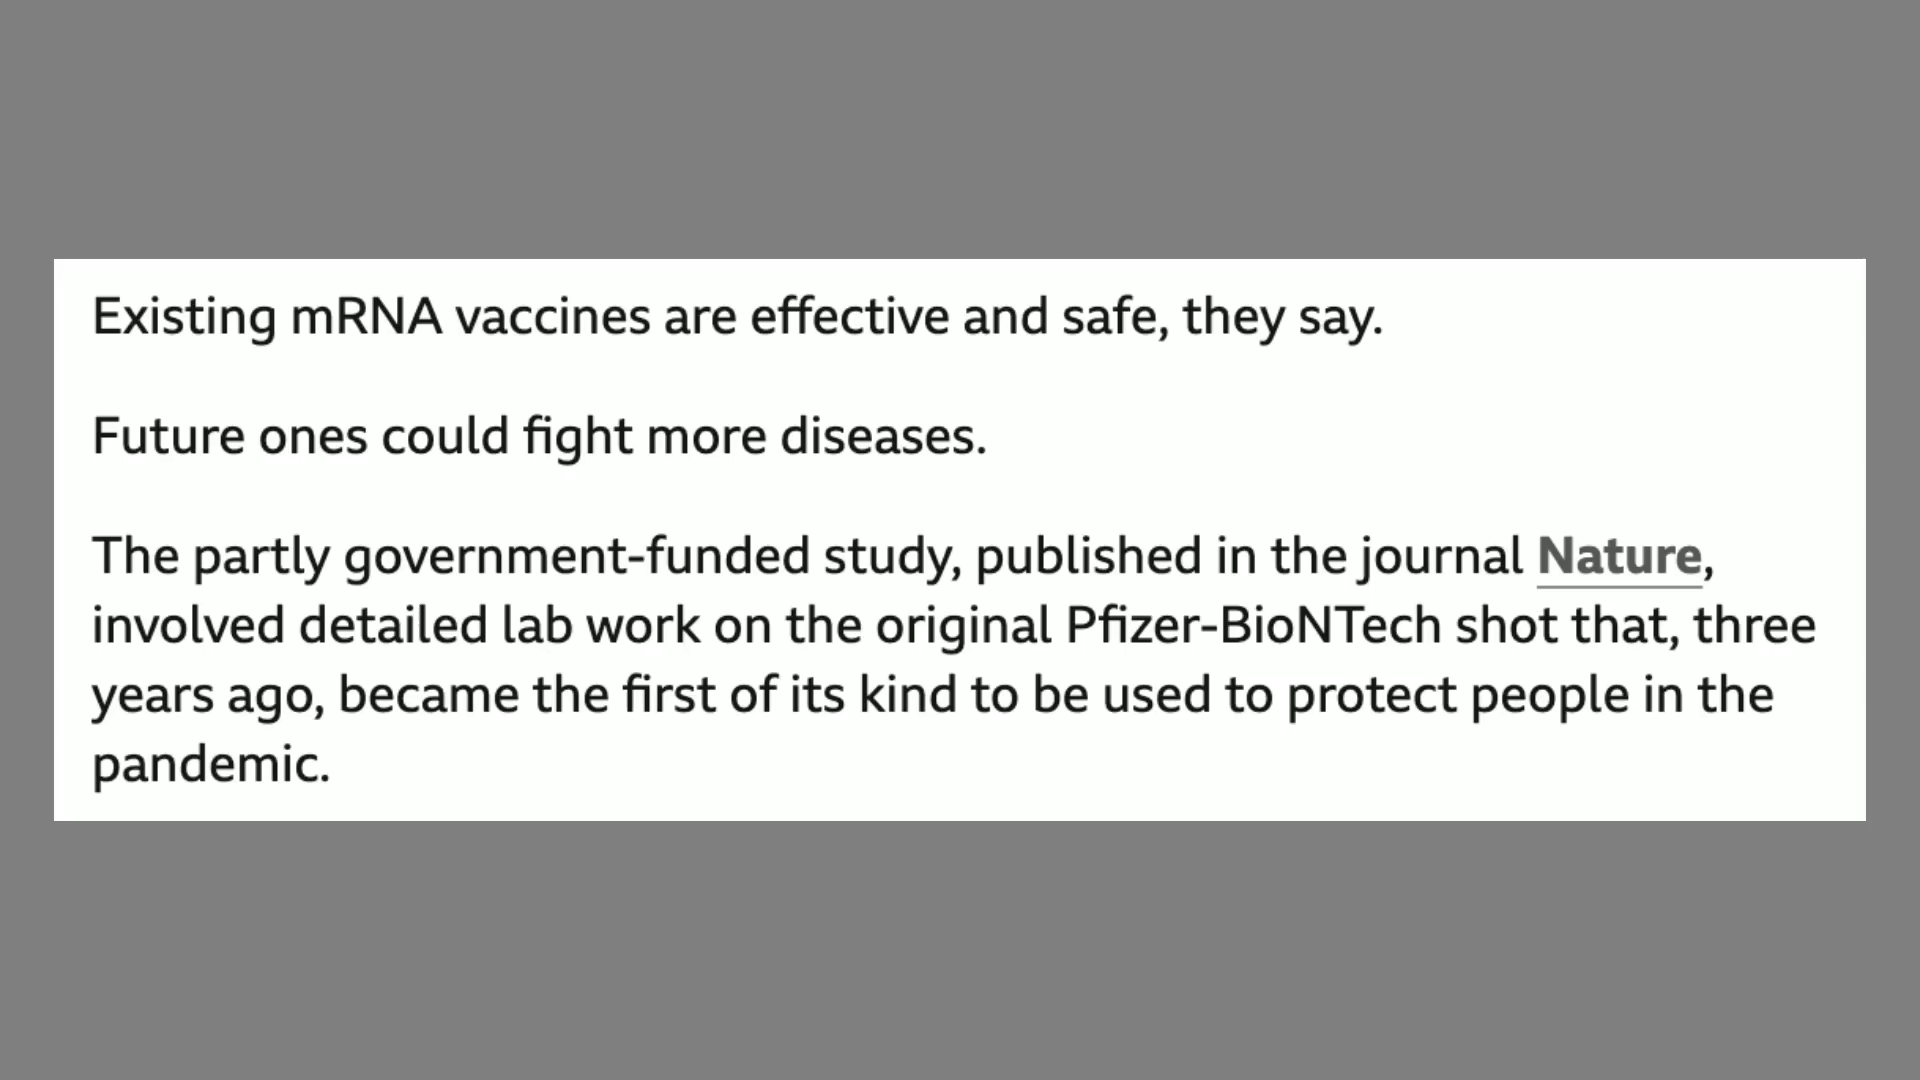 Existing mRNA vaccines are effective and safe, they say.
Future ones could fight more diseases.
The partly government-funded study, published in the journal Nature,
involved detailed lab work on the original Pfizer-BioNTech shot that, three
years ago, became the first of its kind to be used to protect people in the
pandemic.